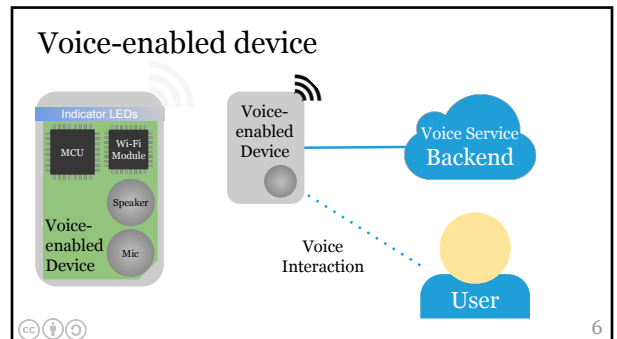 Voice-enabled device
Indicator LEDs
MCU
Wi-Fi
Module
Speaker
Voice-
enabled
Device
Mic
Voice-
enabled
Device
Voice Service
Backend
Voice
Interaction
User
cc
6